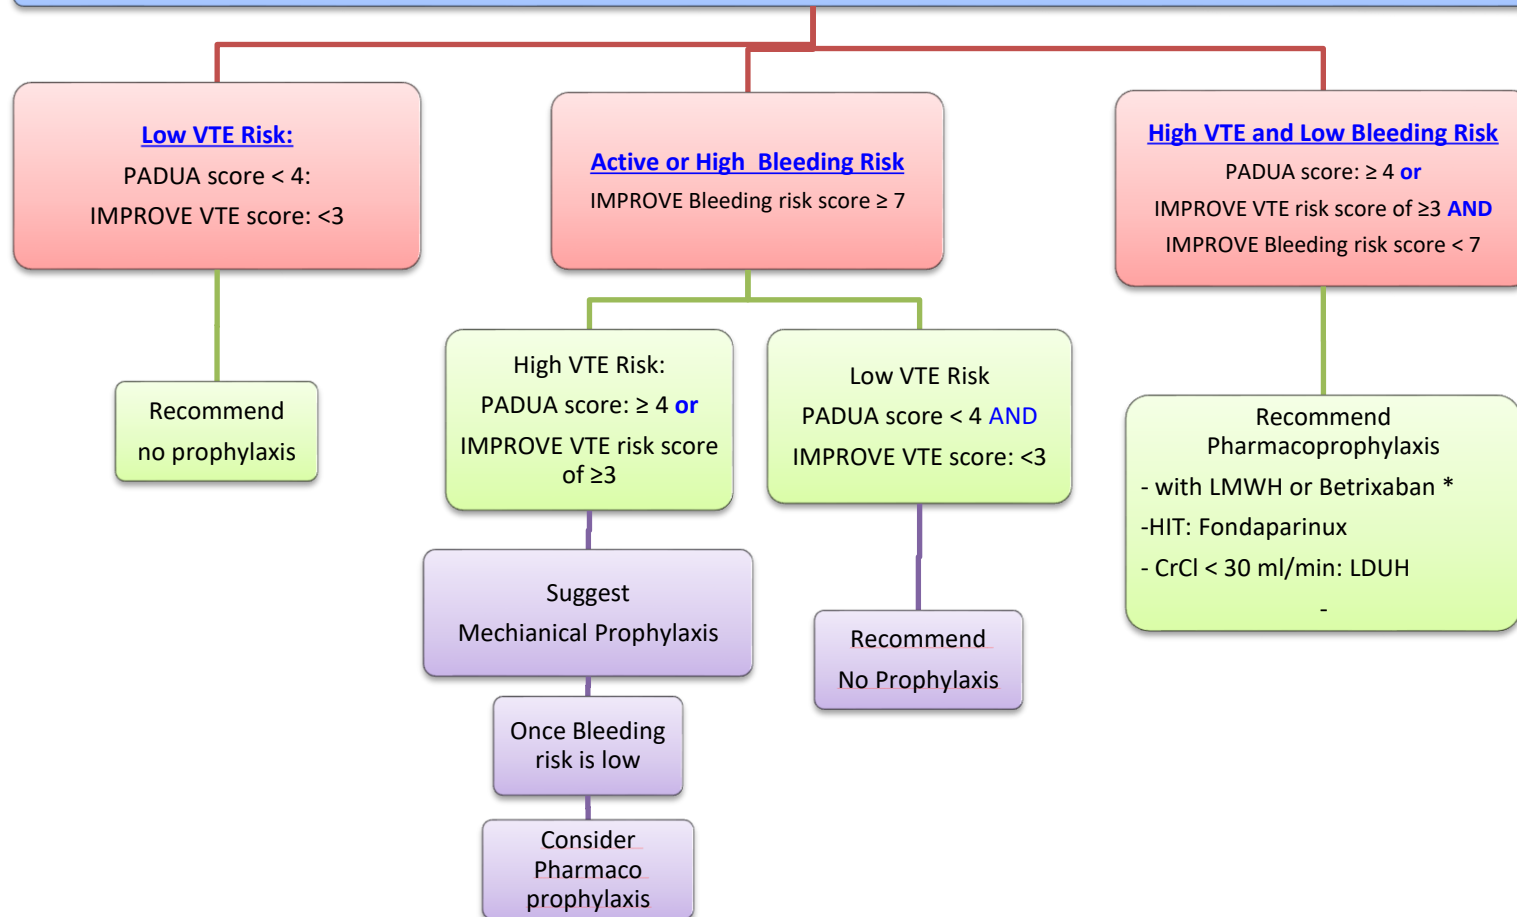 Low VTE Risk:
PADUA score < 4:
IMPROVE VTE score: <3
Active or High Bleeding Risk
IMPROVE Bleeding risk score ≥ 7
High VTE and Low Bleeding Risk
PADUA score: ≥ 4 or
IMPROVE VTE risk score of ≥3 AND
IMPROVE Bleeding risk score < 7
Recommend
no prophylaxis
High VTE Risk:
PADUA score: ≥ 4 or
IMPROVE VTE risk score
of ≥3
Low VTE Risk
PADUA score < 4 AND
IMPROVE VTE score: <3
Recommend
Pharmacoprophylaxis
- with LMWH or Betrixaban *
-HIT: Fondaparinux
- CrCl < 30 ml/min: LDUH
-
Suggest
Mechianical Prophylaxis
Recommend
No Prophylaxis
Once Bleeding
risk is low
Consider
Pharmaco
prophylaxis